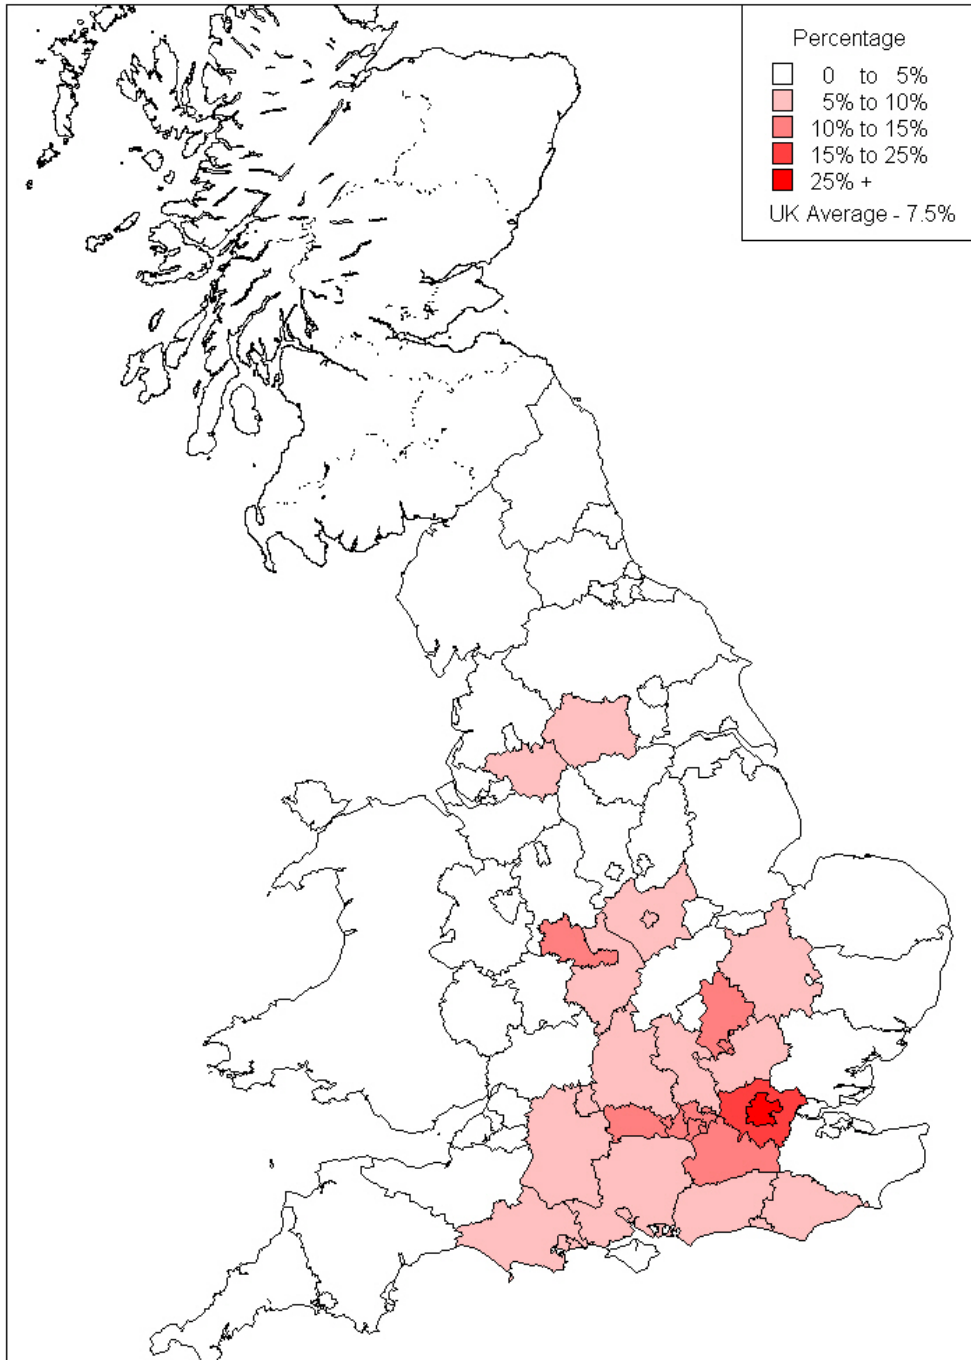 Percentage
0 to 5%
5% to 10%
10% to 15%
15% to 25%
25% +
UK Average - 7.5%